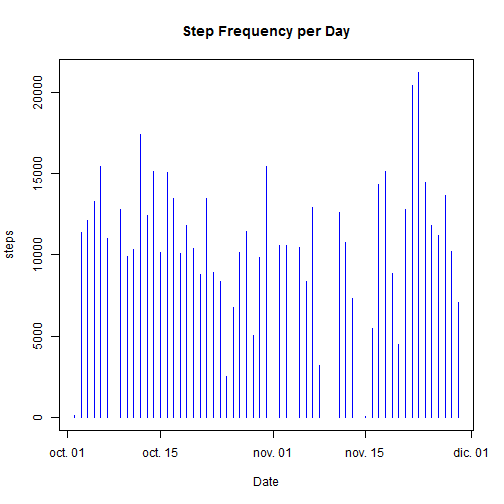 Step Frequency per Day
steps
20000
15000
10000
5000
0
oct. 01
oct. 15
nov. 01
nov. 15
dic. 01
Date